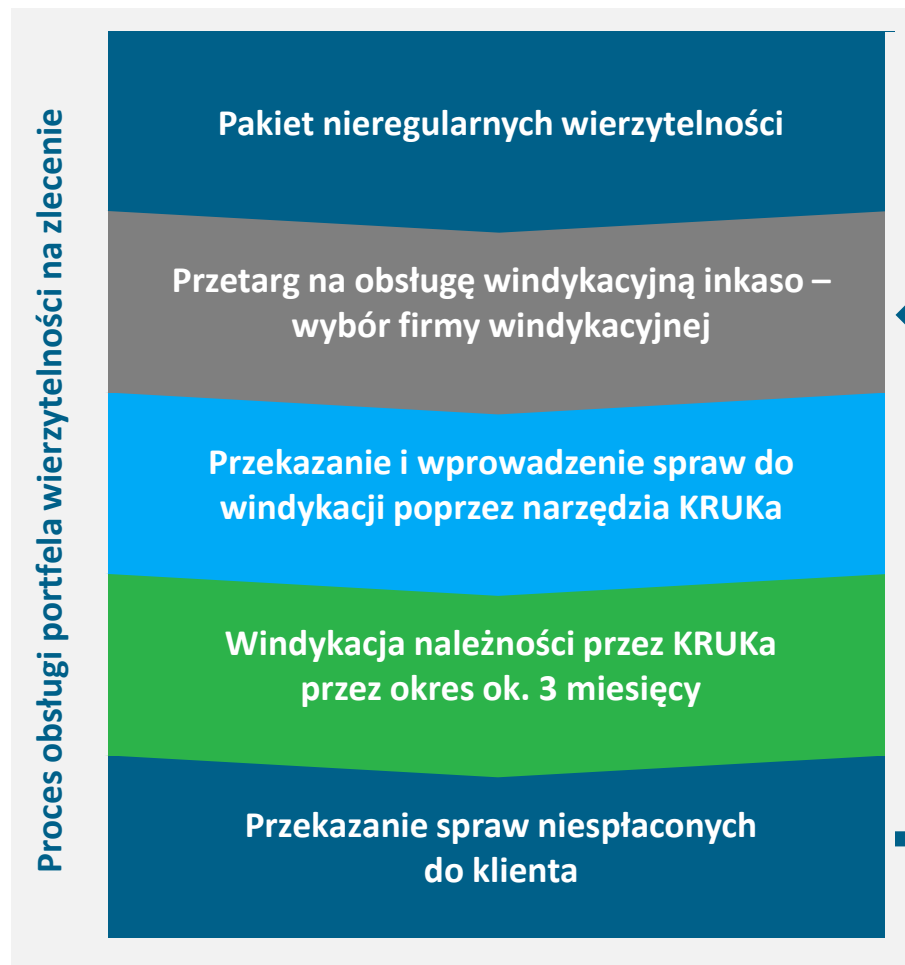 Proces obsługi portfela wierzytelności na zlecenie
Pakiet nieregularnych wierzytelności
Przetarg na obsługę windykacyjną inkaso –
wybór firmy windykacyjnej
Przekazanie i wprowadzenie spraw do
windykacji poprzez narzędzia KRUKa
Windykacja należności przez KRUKa
przez okres ok. 3 miesięcy
Przekazanie spraw niespłaconych
do klienta